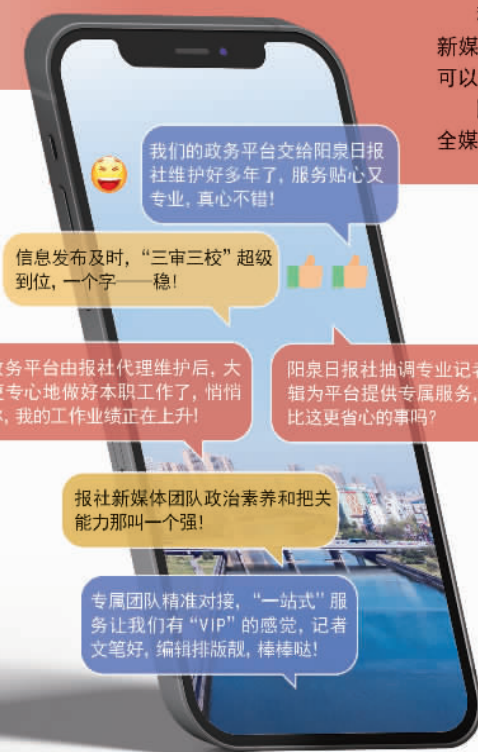 新媒
可以
全媒
我们的政务平台交给阳泉日报
社维护好多年了，服务贴心又
专业，真心不错！
信息发布及时，“三审三校”超级
到位，一个字——稳！
务平台由报社代理维护后，大
更专心地做好本职工作了，悄悄
，我的工作业绩正在上升！
阳泉日报社抽调专业记者
辑为平台提供专属服务，
比这更省心的事吗？
报社新媒体团队政治素养和把关
能力那叫一个强！
专属团队精准对接，“一站式”服
务让我们有“VIP”的感觉，记者
文笔好，编辑排版靓，棒棒哒！